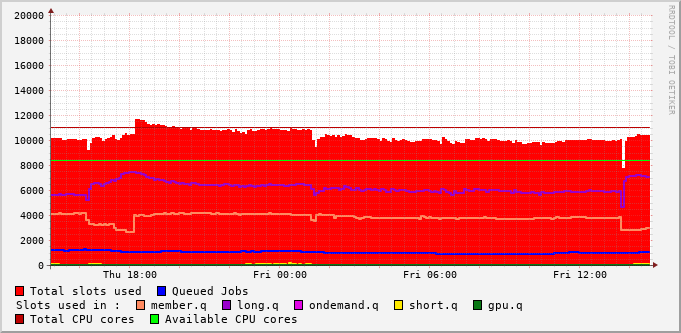 RRDTOOL / TOBI OETIKER
20000
18000
16000
14000
12000
10000
8000
6000
4000
2000
0
Thu 18:00 Fri 00:00 Fri 06:00 Fri 12:00
Total slots used Queued Jobs
Slots used in : member.q long.q ondemand.q short.q gpu.q
Total CPU cores Available CPU cores